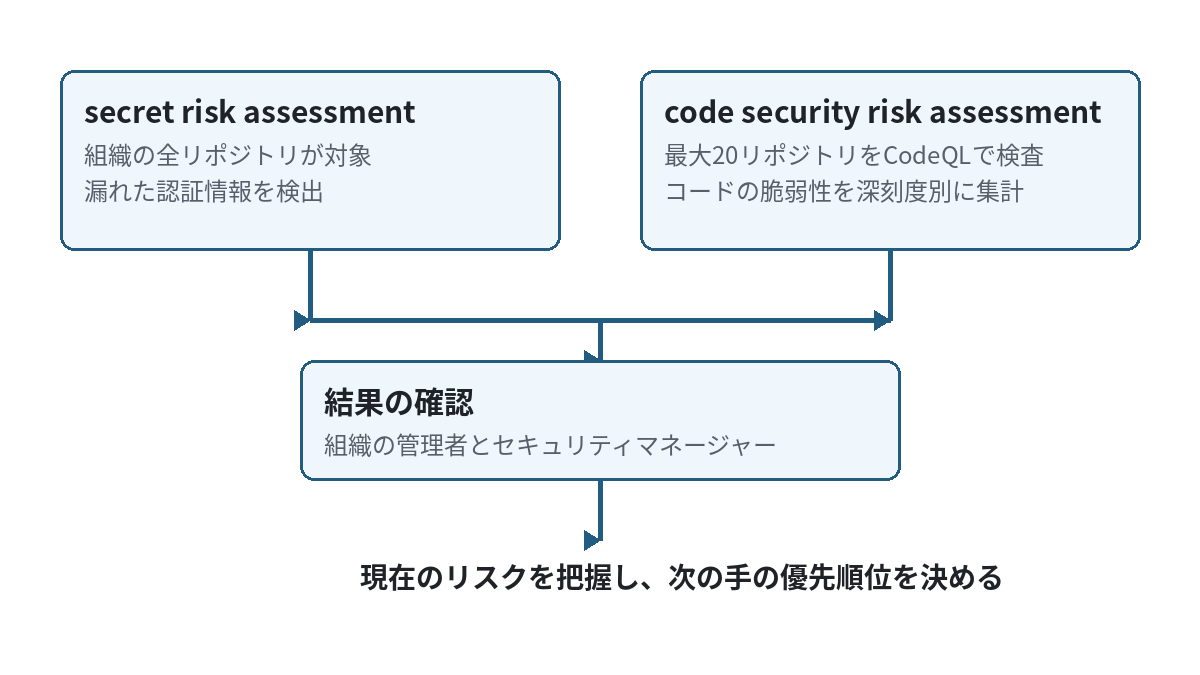 secret risk assessment
組織の全リポジトリが対象
漏れた認証情報を検出
code security risk assessment
最大20リポジトリをCodeQLで検査
コードの脆弱性を深刻度別に集計
結果の確認
組織の管理者とセキュリティマネージャー
現在のリスクを把握し、次の手の優先順位を決める